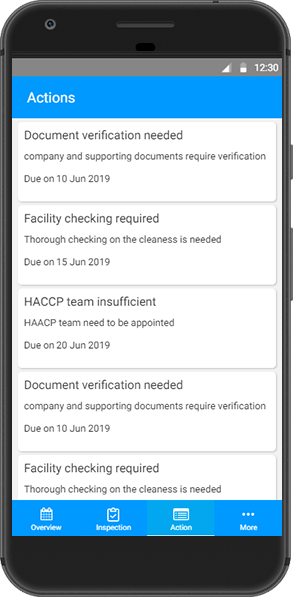 12:30
Actions
Document verification needed
company and supporting documents require verification
Due on 10 Jun 2019
Facility checking required
Thorough checking on the cleaness is needed
Due on 15 Jun 2019
HACCP team insufficient
HAACP team need to be appointed
Due on 20 Jun 2019
Document verification needed
company and supporting documents require verification
Due on 10 Jun 2019
Facility checking required
Thorough checking on the cleaness is needed
Overview Inspection Action More